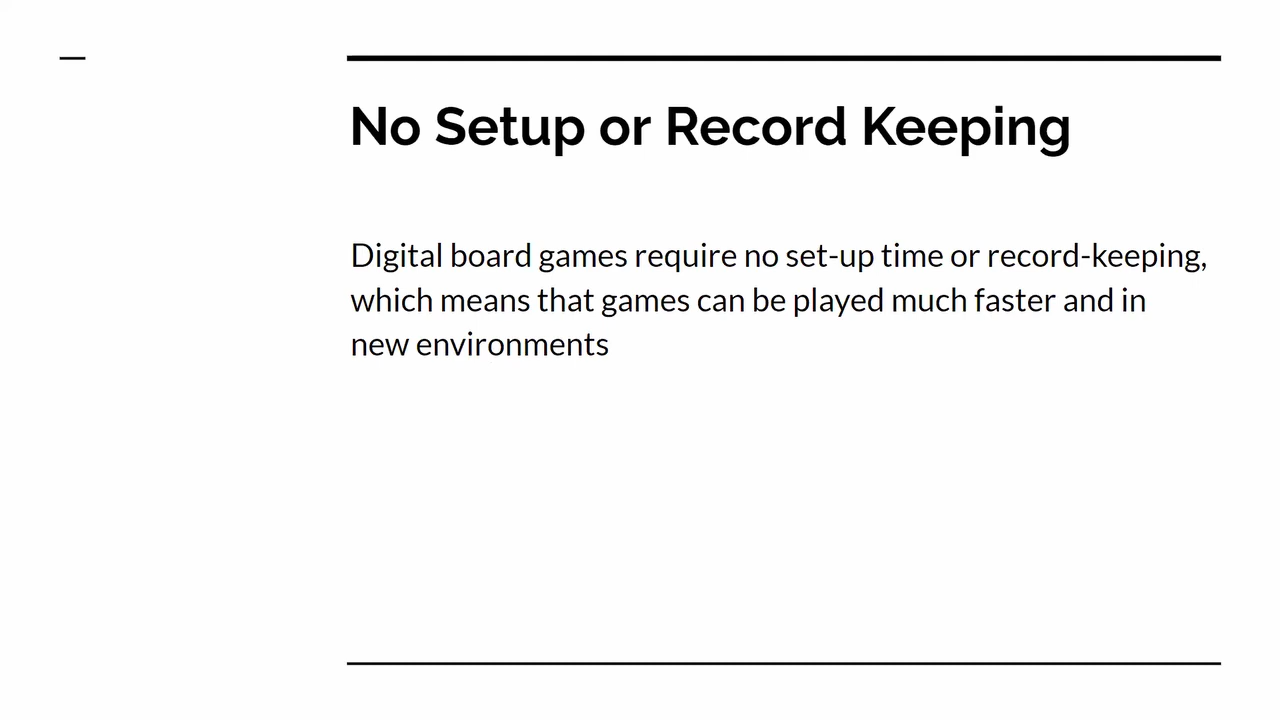 No Setup or Record Keeping
Digital board games require no set-up time or record-keeping,
which means that games can be played much faster and in
new environments